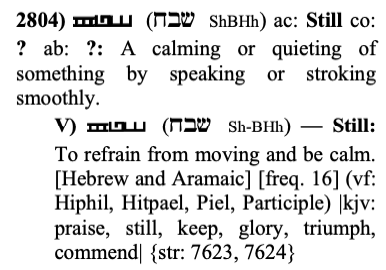 2804) (שבח ShBHh) ac: Still co:
? ab: ?: A calming or quieting of
something by speaking or stroking
smoothly.
V) (שבח Sh-BHh) — Still:
To refrain from moving and be calm.
[Hebrew and Aramaic] [freq. 16] (vf:
Hiphil, Hitpael, Piel, Participle) |kjv:
praise, still, keep, glory, triumph,
commend| {str: 7623, 7624}